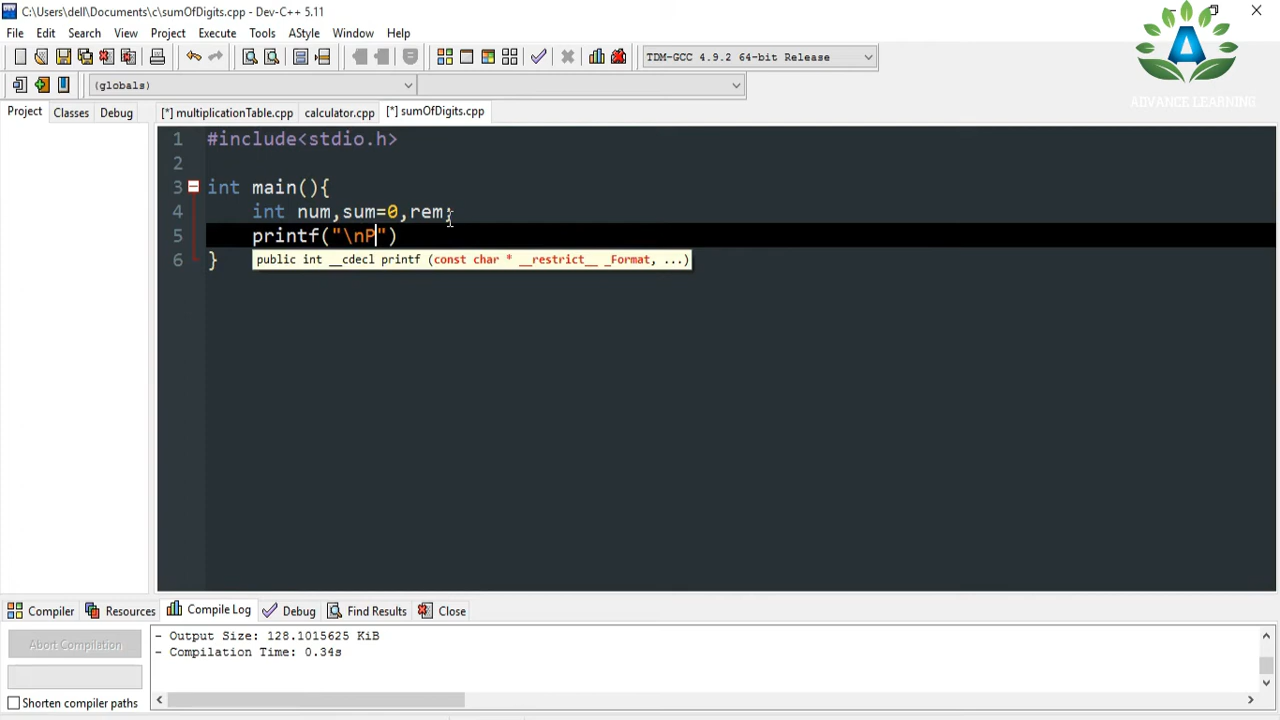 C:\Users\dell\Documents\c\sumOfDigits.cpp - Dev-C++ 5.11
File Edit Search View Project Execute Tools AStyle Window Help
TDM-GCC 4.9.2 64-bit Release
(globals)
Project Classes Debug [*] multiplicationTable.cpp calculator.cpp [*] sumOfDigits.cpp
A
ADVANCE LEARNING
1 #include<stdio.h>
2
3 int main(){
4 int num,sum=0,rem;
5 printf("\nP")
6 }
public int __cdecl printf (const char * __restrict__ _Format, ...)
Compiler Resources Compile Log Debug Find Results Close
Abort Compilation
Shorten compiler paths
- Output Size: 128.1015625 KiB
- Compilation Time: 0.34s